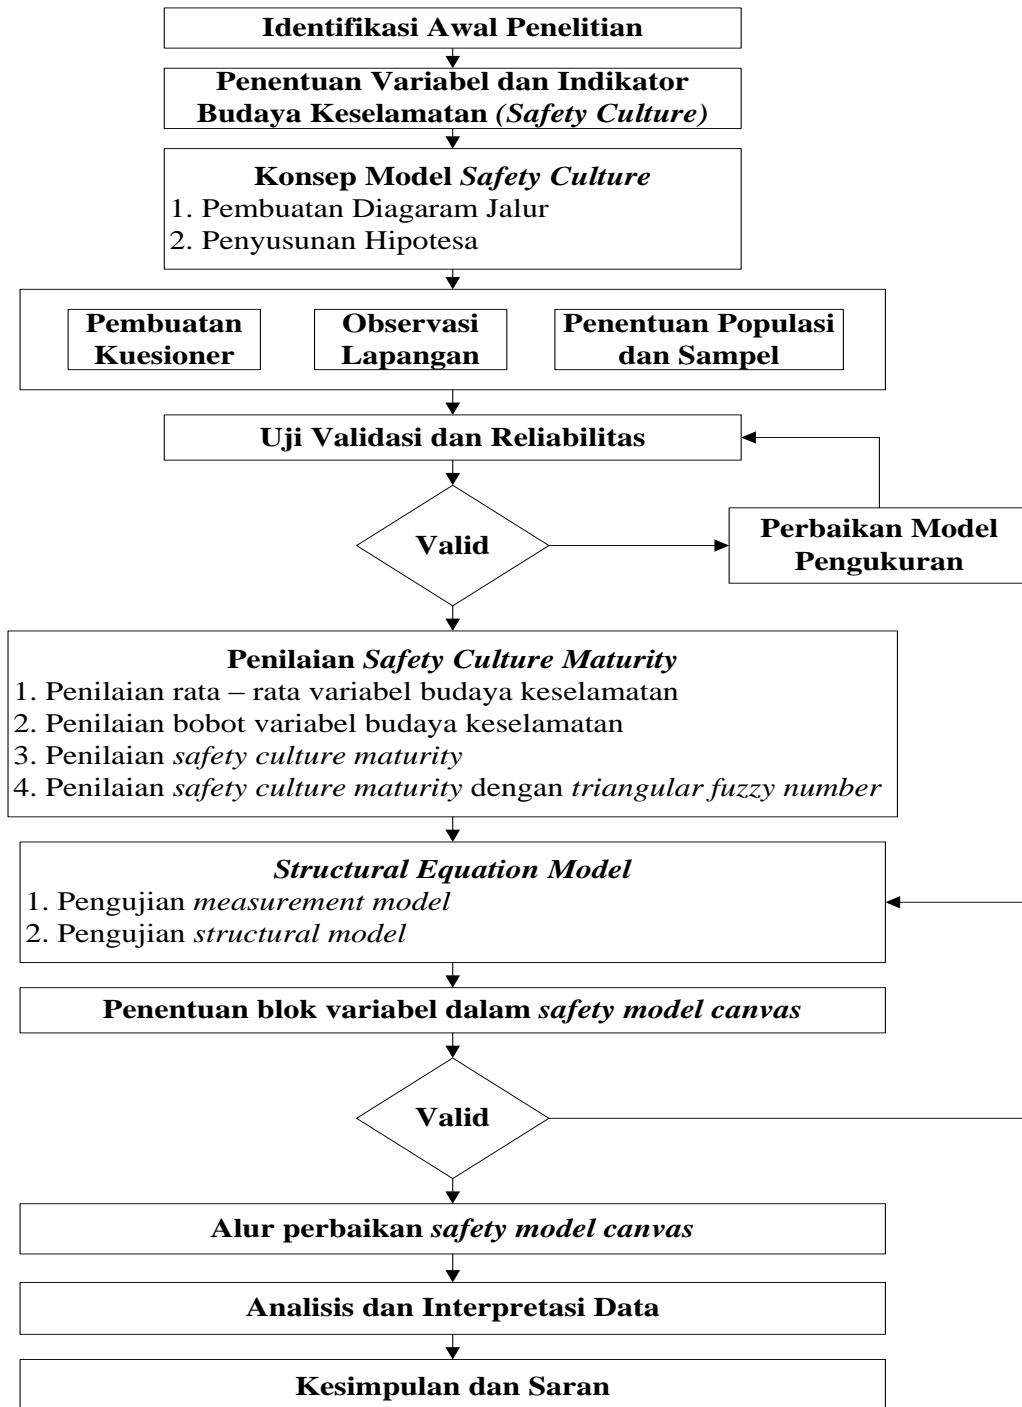 Identifikasi Awal Penelitian
Penentuan Variabel dan Indikator
Budaya Keselamatan (Safety Culture)
Konsep Model Safety Culture
1. Pembuatan Diagaram Jalur
2. Penyusunan Hipotesa
Pembuatan
Kuesioner
Observasi
Lapangan
Penentuan Populasi
dan Sampel
Uji Validasi dan Reliabilitas
Valid
Perbaikan Model
Pengukuran
Penilaian Safety Culture Maturity
1. Penilaian rata – rata variabel budaya keselamatan
2. Penilaian bobot variabel budaya keselamatan
3. Penilaian safety culture maturity
4. Penilaian safety culture maturity dengan triangular fuzzy number
Structural Equation Model
1. Pengujian measurement model
2. Pengujian structural model
Penentuan blok variabel dalam safety model canvas
Valid
Alur perbaikan safety model canvas
Analisis dan Interpretasi Data
Kesimpulan dan Saran